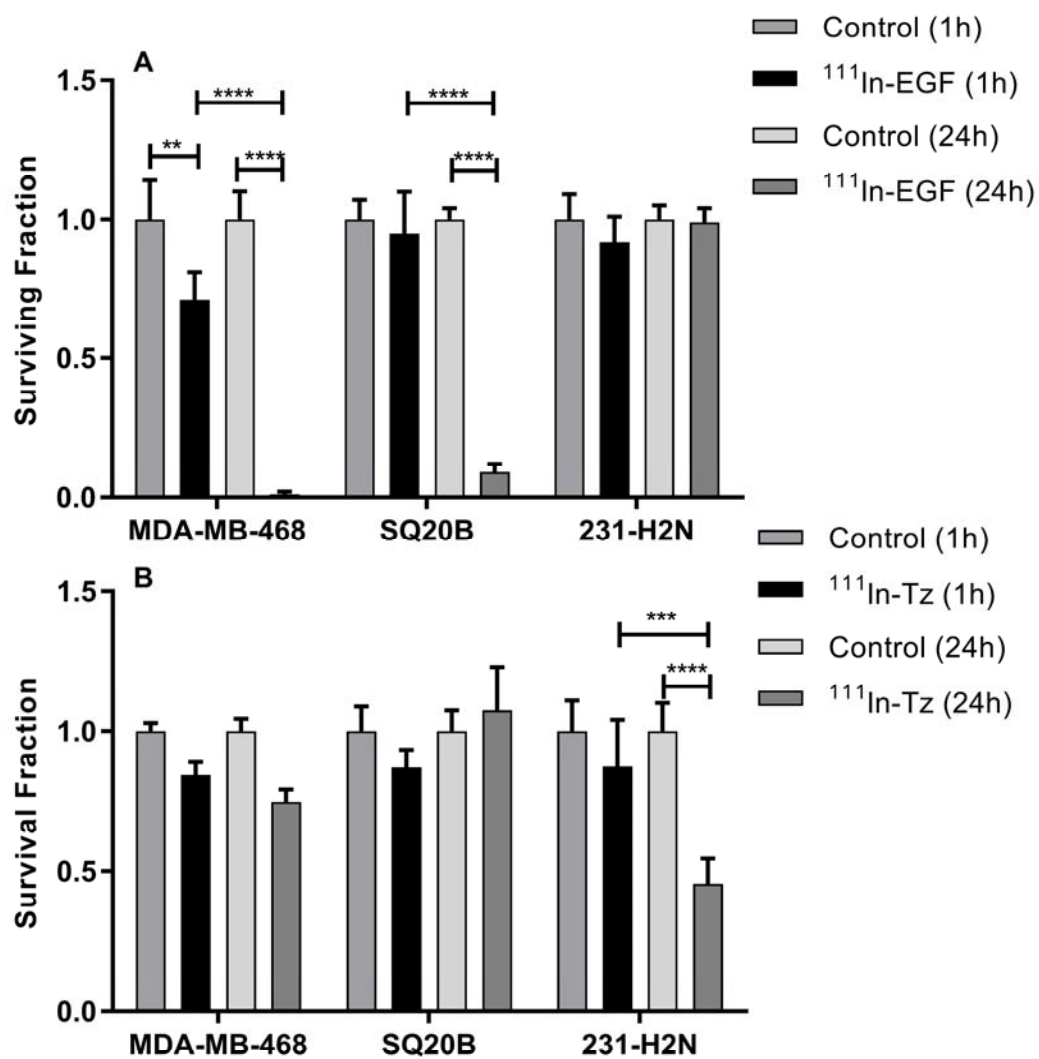 A
Control (1h)
¹¹¹In-EGF (1h)
Control (24h)
¹¹¹In-EGF (24h)
Surviving Fraction
1.5
1.0
0.5
0.0
****
**
****
****
****
MDA-MB-468 SQ20B 231-H2N
B
Control (1h)
¹¹¹In-Tz (1h)
Control (24h)
¹¹¹In-Tz (24h)
Survival Fraction
1.5
1.0
0.5
0.0
***
****
MDA-MB-468 SQ20B 231-H2N